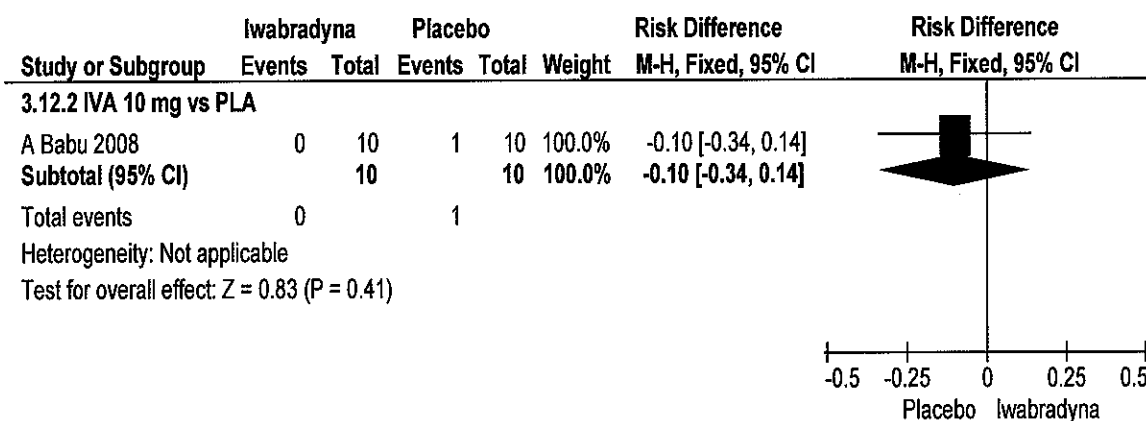 Iwabradyna Placebo Risk Difference Risk Difference
Study or Subgroup Events Total Events Total Weight M-H, Fixed, 95% CI M-H, Fixed, 95% CI
3.12.2 IVA 10 mg vs PLA
A Babu 2008 0 10 1 10 100.0% -0.10 [-0.34, 0.14]
Subtotal (95% CI) 10 10 100.0% -0.10 [-0.34, 0.14]
Total events 0 1
Heterogeneity: Not applicable
Test for overall effect: Z = 0.83 (P = 0.41)
-0.5 -0.25 0 0.25 0.5
Placebo Iwabradyna